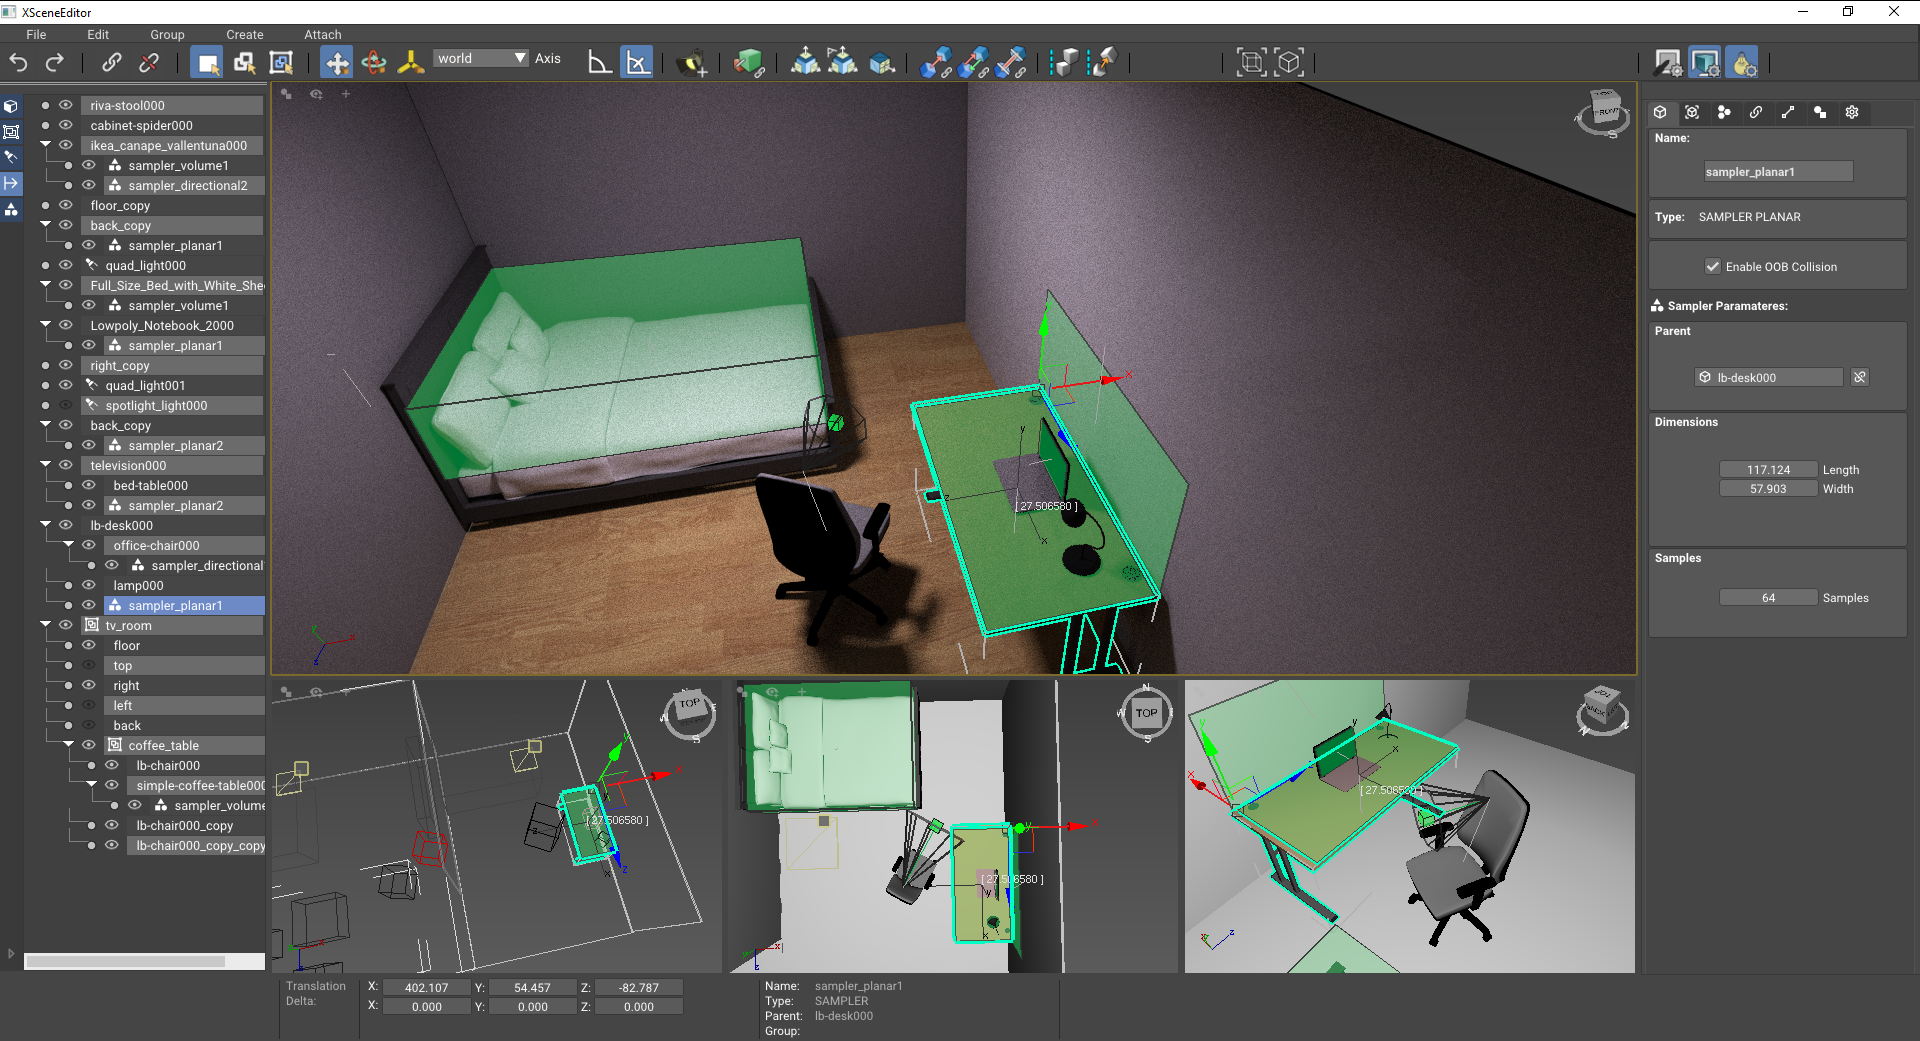 XSceneEditor
File Edit Group Create Attach
world Axis
riva-stool000
cabinet-spider000
ikea_canape_vallentuna000
sampler_volume1
sampler_directional2
floor_copy
back_copy
sampler_planar1
quad_light000
Full_Size_Bed_with_White_She
sampler_volume1
Lowpoly_Notebook_2000
sampler_planar1
right_copy
quad_light001
spotlight_light000
back_copy
sampler_planar2
television000
bed-table000
sampler_planar2
lb-desk000
office-chair000
sampler_directional
lamp000
sampler_planar1
tv_room
floor
top
right
left
back
coffee_table
lb-chair000
simple-coffee-table000
sampler_volume
lb-chair000_copy
lb-chair000_copy_copy
FRONT
S
x
y
z
[ 27.506580 ]
x
TOP
W
S
y
x
[ 27.506580 ]
z
x
N
TOP
W
E
S
y
[ 27.506580 ]
y
x
y
x
y
x
[ 27.506580 ]
Name:
sampler_planar1
Type: SAMPLER PLANAR
Enable OOB Collision
Sampler Paramateres:
Parent
lb-desk000
Dimensions
117.124 Length
57.903 Width
Samples
64 Samples
Translation X: 402.107 Y: 54.457 Z: -82.787
Delta: X: 0.000 Y: 0.000 Z: 0.000
Name: sampler_planar1
Type: SAMPLER
Parent: lb-desk000
Group: